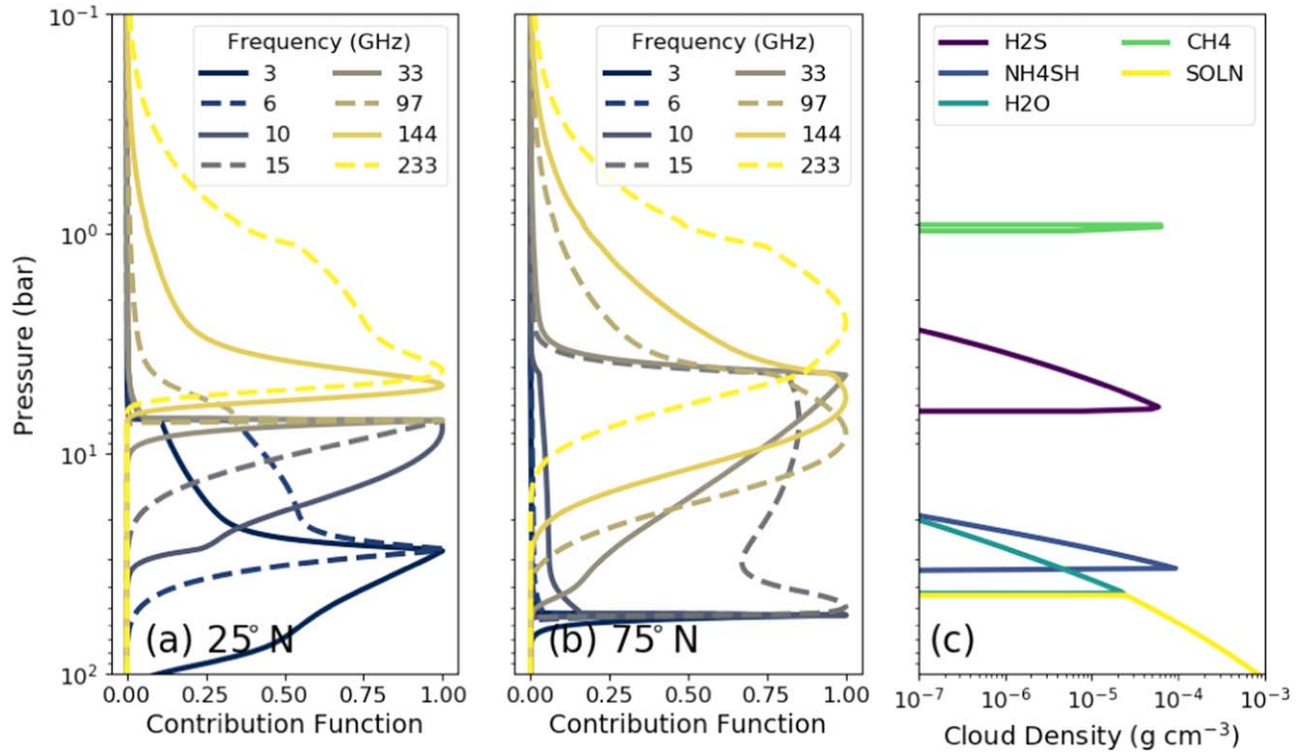 Frequency (GHz)
3 33
6 97
10 144
15 233
Frequency (GHz)
3 33
6 97
10 144
15 233
H2S CH4
NH4SH SOLN
H2O
10⁻¹
10⁰
10¹
10²
Pressure (bar)
(a) 25°N
(b) 75°N
(c)
0.00 0.25 0.50 0.75 1.00
0.00 0.25 0.50 0.75 1.00
10⁻⁷ 10⁻⁶ 10⁻⁵ 10⁻⁴ 10⁻³
Contribution Function
Contribution Function
Cloud Density (g cm⁻³)